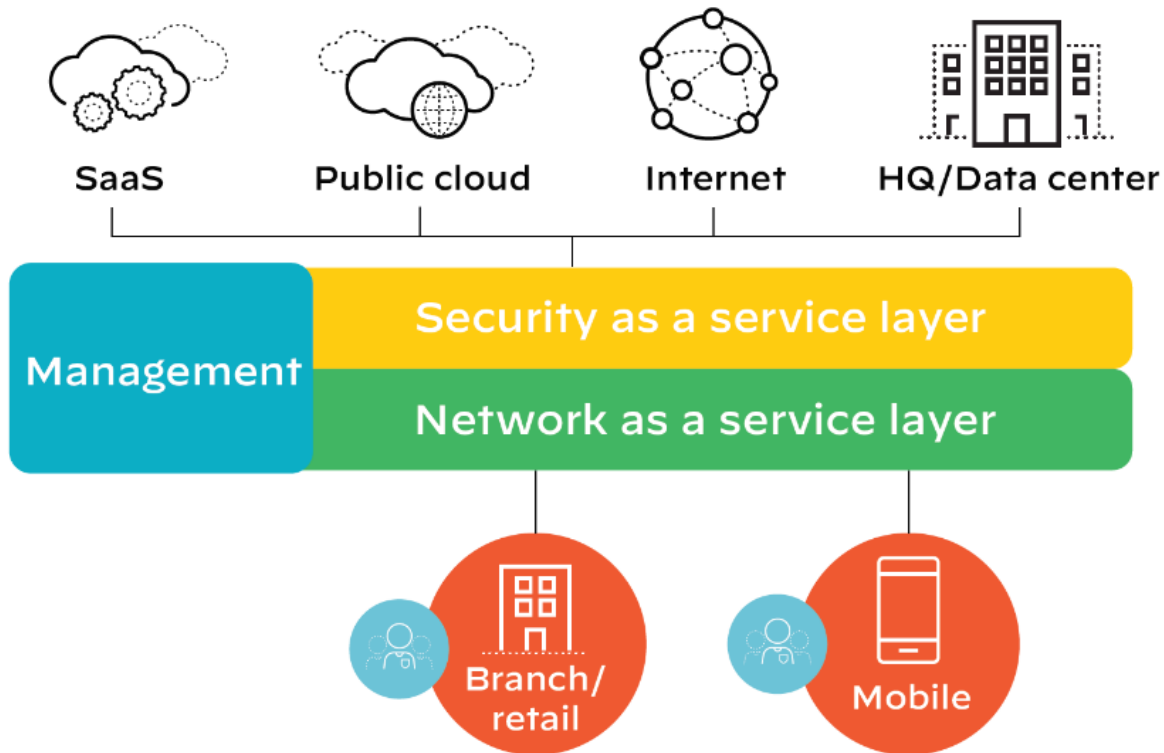 SaaS
Public cloud
Internet
HQ/Data center
Management
Security as a service layer
Network as a service layer
Branch/
retail
Mobile